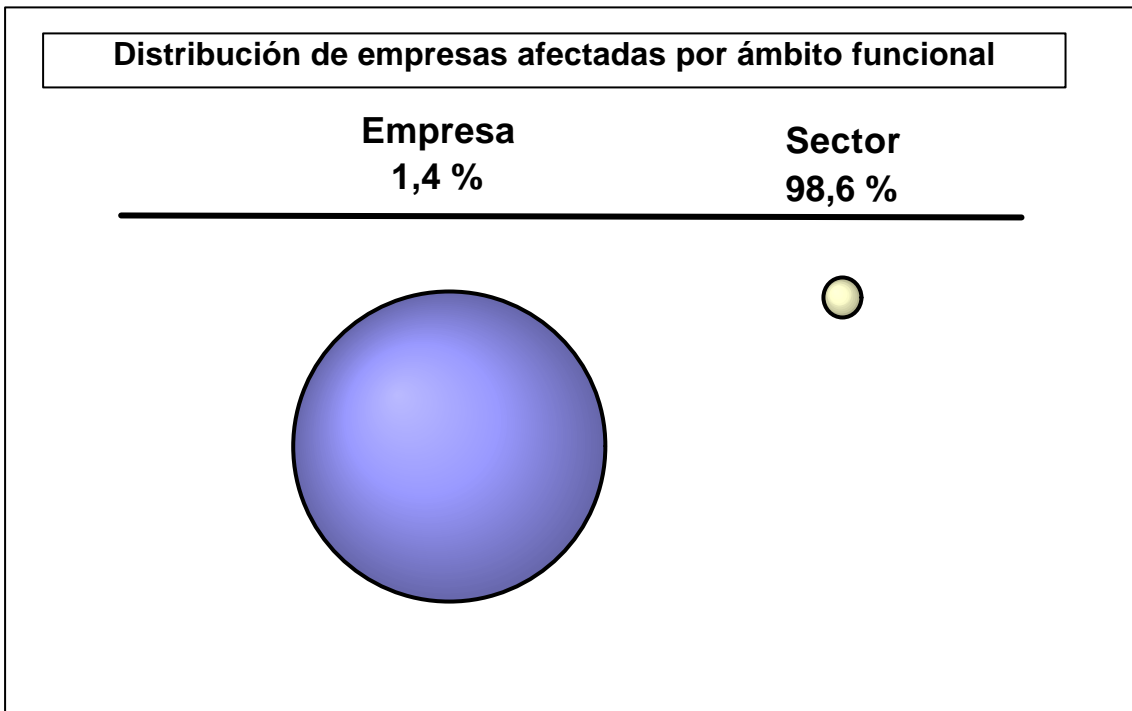 Distribución de empresas afectadas por ámbito funcional
Empresa
1,4 %
Sector
98,6 %